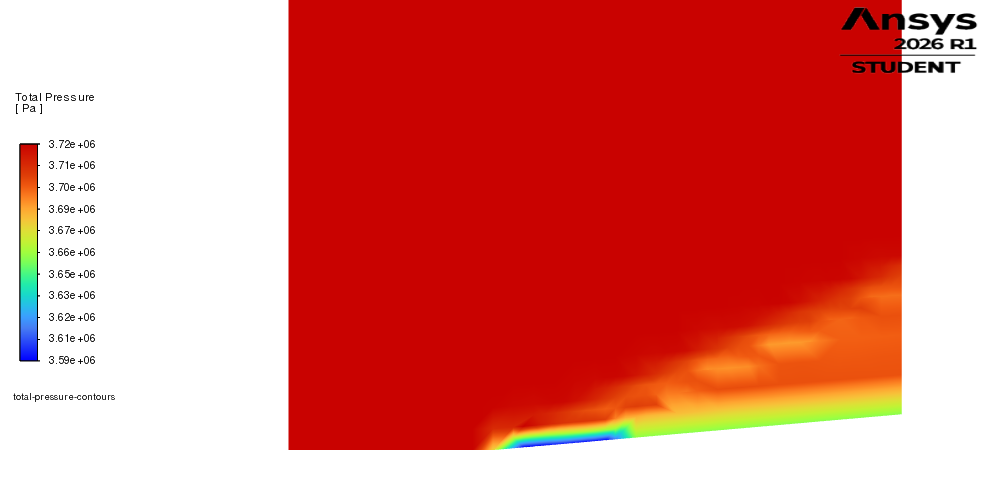 Ansys
2026 R1
STUDENT
Total Pressure
[ Pa ]
3.72e+06
3.71e+06
3.70e+06
3.69e+06
3.67e+06
3.66e+06
3.65e+06
3.63e+06
3.62e+06
3.61e+06
3.59e+06
total-pressure-contours